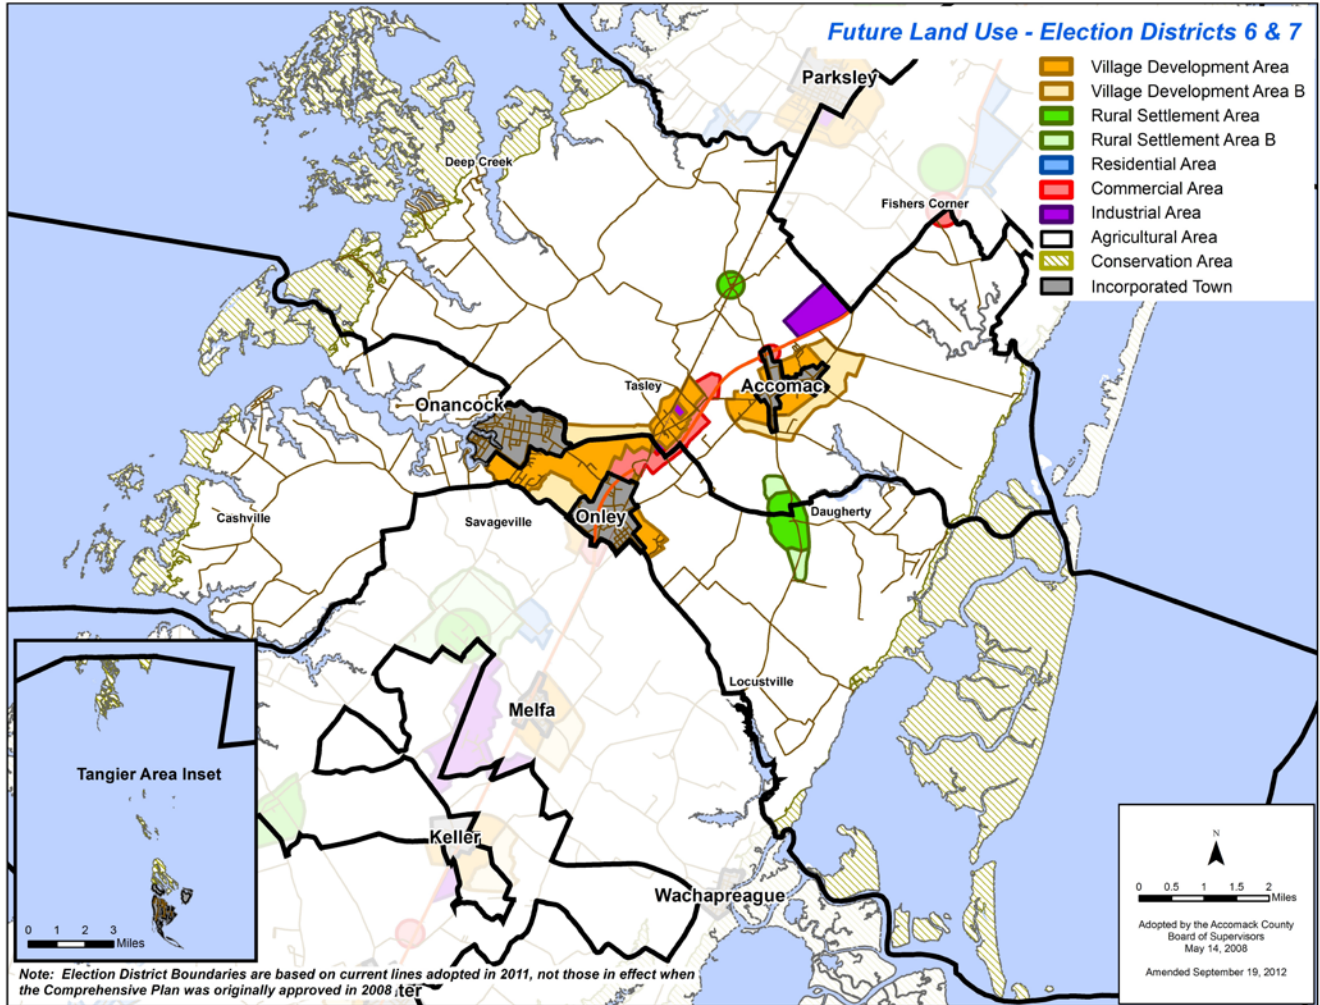 Future Land Use - Election Districts 6 & 7
Village Development Area
Village Development Area B
Rural Settlement Area
Rural Settlement Area B
Residential Area
Commercial Area
Industrial Area
Agricultural Area
Conservation Area
Incorporated Town
Parksley
Deep Creek
Fishers Corner
Tasley
Accomac
Onancock
Cashville
Savageville
Onley
Daugherty
Locustville
Melfa
Tangier Area Inset
Keller
Wachapreague
0 1 2 3
Miles
N
0 0.5 1 1.5 2
Miles
Adopted by the Accomack County
Board of Supervisors
May 14, 2008
Amended September 19, 2012
Note: Election District Boundaries are based on current lines adopted in 2011, not those in effect when
the Comprehensive Plan was originally approved in 2008